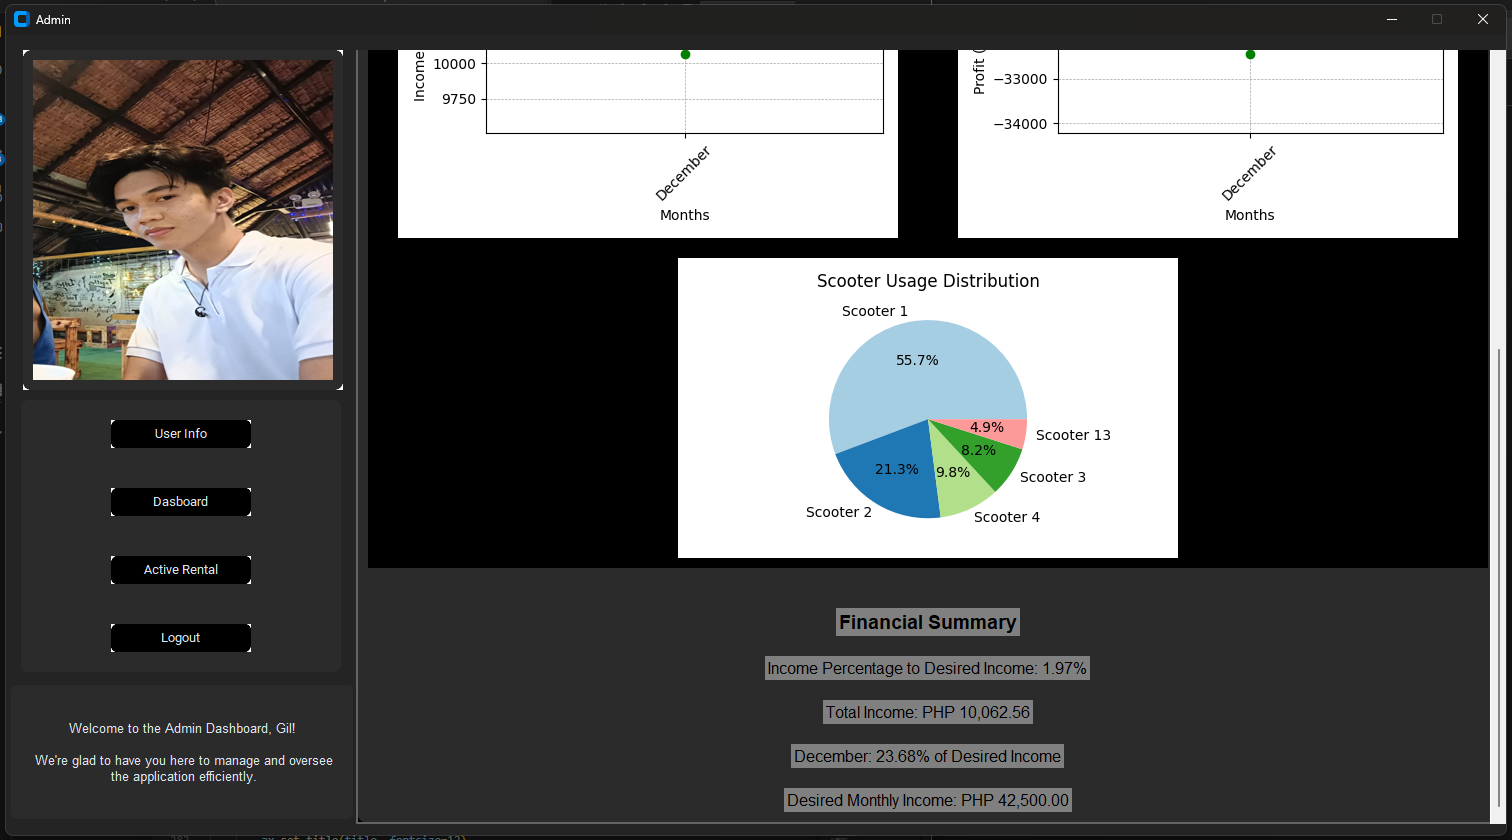 Admin
Income
10000
9750
December
Months
Profit (
−33000
−34000
December
Months
Scooter Usage Distribution
Scooter 1
55.7%
4.9%
Scooter 13
8.2%
Scooter 3
21.3%
9.8%
Scooter 2
Scooter 4
User Info
Dasboard
Active Rental
Logout
Welcome to the Admin Dashboard, Gil!
We're glad to have you here to manage and oversee
the application efficiently.
Financial Summary
Income Percentage to Desired Income: 1.97%
Total Income: PHP 10,062.56
December: 23.68% of Desired Income
Desired Monthly Income: PHP 42,500.00